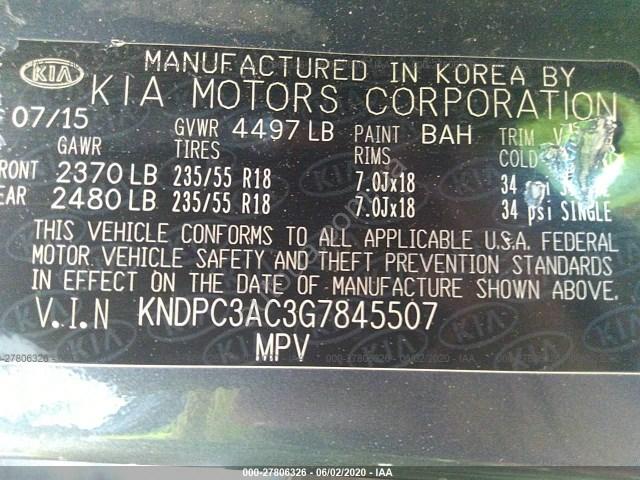 KIA
MANUFACTURED IN KOREA BY
KIA MOTORS CORPORATION
07/15
GAWR GVWR 4497 LB PAINT BAH TRIM
TIRES RIMS COLD
FRONT 2370 LB 235/55 R18 7.0Jx18 34
REAR 2480 LB 235/55 R18 7.0Jx18 34 psi SINGLE
THIS VEHICLE CONFORMS TO ALL APPLICABLE U.S.A. FEDERAL
MOTOR VEHICLE SAFETY AND THEFT PREVENTION STANDARDS
IN EFFECT ON THE DATE OF MANUFACTURE SHOWN ABOVE.
V.I.N KNDPC3AC3G7845507
MPV
000-27806326 - 06/02/2020 - IAA